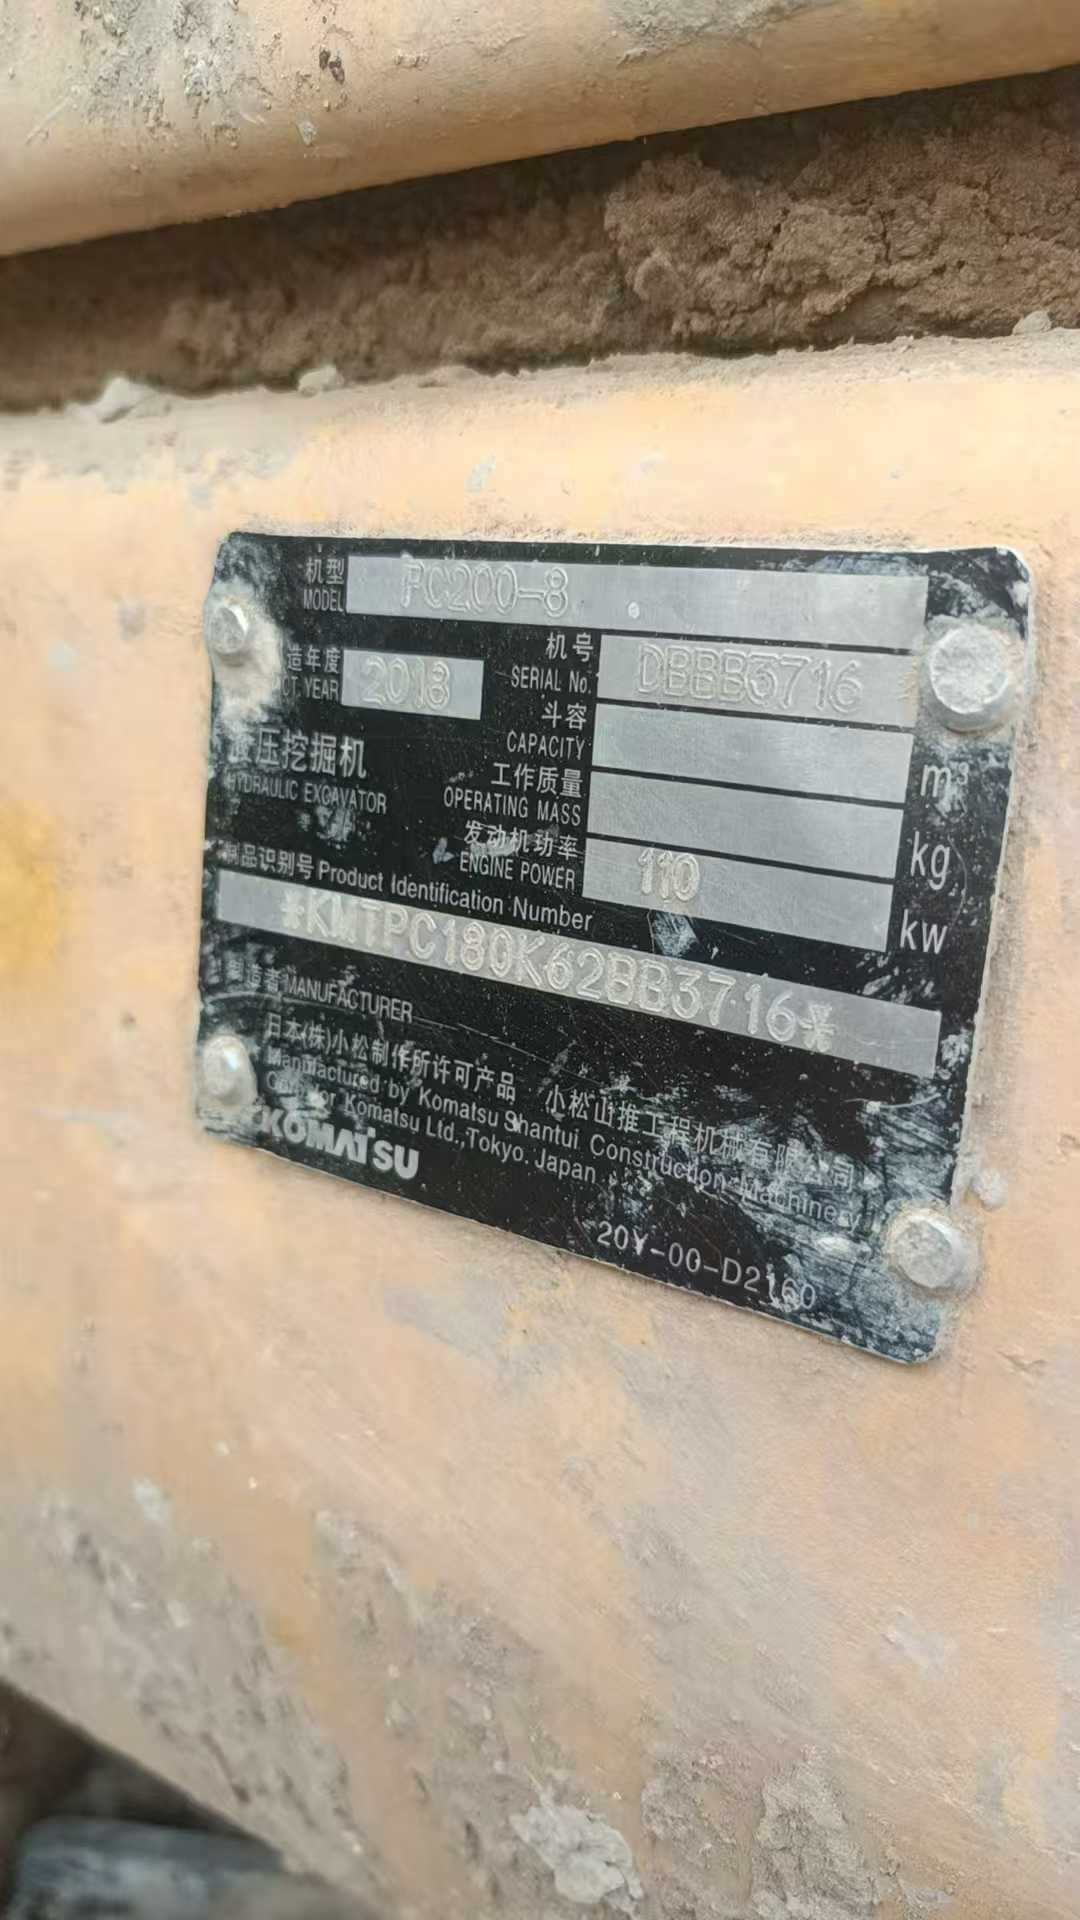 机型 PC200-8
MODEL
造年度 2018
CT. YEAR
机号 DBBB3716
SERIAL No.
斗容
CAPACITY m³
液压挖掘机
HYDRAULIC EXCAVATOR
工作质量
OPERATING MASS kg
发动机功率 110
ENGINE POWER kw
制品识别号 Product Identification Number
*KMTPC180K62BB3716*
制造者 MANUFACTURER
日本(株)小松制作所许可产品 小松山推工程机械有限公司
Manufactured by Komatsu Shantui Construction Machinery
for Komatsu Ltd., Tokyo. Japan
KOMATSU
20Y-00-D2160